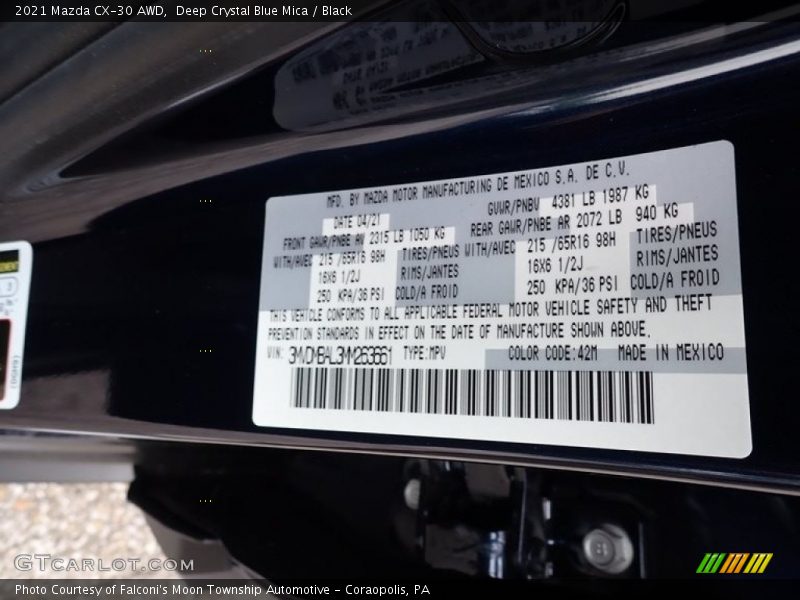 2021 Mazda CX-30 AWD,  Deep Crystal Blue Mica / Black
MFD. BY MAZDA MOTOR MANUFACTURING DE MEXICO S.A. DE C.V.
DATE 04/21 GVWR/PNBV 4381 LB 1987 KG
FRONT GAWR/PNBE AV 2315 LB 1050 KG REAR GAWR/PNBE AR 2072 LB 940 KG
WITH/AVEC 215 /65R16 98H TIRES/PNEUS WITH/AVEC 215 /65R16 98H TIRES/PNEUS
16X6 1/2J RIMS/JANTES 16X6 1/2J RIMS/JANTES
250 KPA/36 PSI COLD/A FROID 250 KPA/36 PSI COLD/A FROID
THIS VEHICLE CONFORMS TO ALL APPLICABLE FEDERAL MOTOR VEHICLE SAFETY AND THEFT
PREVENTION STANDARDS IN EFFECT ON THE DATE OF MANUFACTURE SHOWN ABOVE.
VIN: 3MVDMBAL3MM263661 TYPE:MPV COLOR CODE:42M MADE IN MEXICO
GTCARLOT.COM
Photo Courtesy of Falconi's Moon Township Automotive - Coraopolis, PA